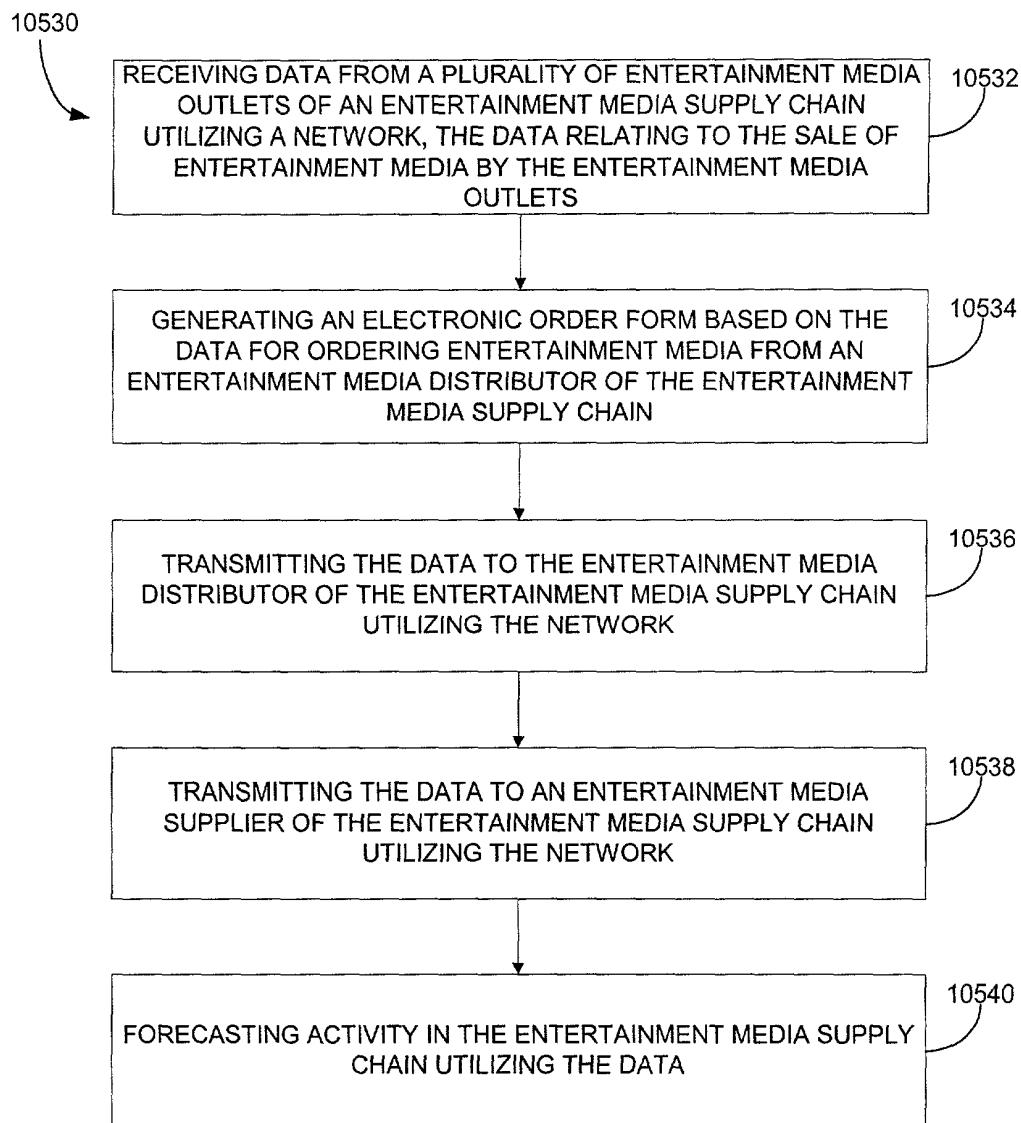 10530
RECEIVING DATA FROM A PLURALITY OF ENTERTAINMENT MEDIA
OUTLETS OF AN ENTERTAINMENT MEDIA SUPPLY CHAIN
UTILIZING A NETWORK, THE DATA RELATING TO THE SALE OF
ENTERTAINMENT MEDIA BY THE ENTERTAINMENT MEDIA
OUTLETS
10532
GENERATING AN ELECTRONIC ORDER FORM BASED ON THE
DATA FOR ORDERING ENTERTAINMENT MEDIA FROM AN
ENTERTAINMENT MEDIA DISTRIBUTOR OF THE ENTERTAINMENT
MEDIA SUPPLY CHAIN
10534
TRANSMITTING THE DATA TO THE ENTERTAINMENT MEDIA
DISTRIBUTOR OF THE ENTERTAINMENT MEDIA SUPPLY CHAIN
UTILIZING THE NETWORK
10536
TRANSMITTING THE DATA TO AN ENTERTAINMENT MEDIA
SUPPLIER OF THE ENTERTAINMENT MEDIA SUPPLY CHAIN
UTILIZING THE NETWORK
10538
FORECASTING ACTIVITY IN THE ENTERTAINMENT MEDIA SUPPLY
CHAIN UTILIZING THE DATA
10540